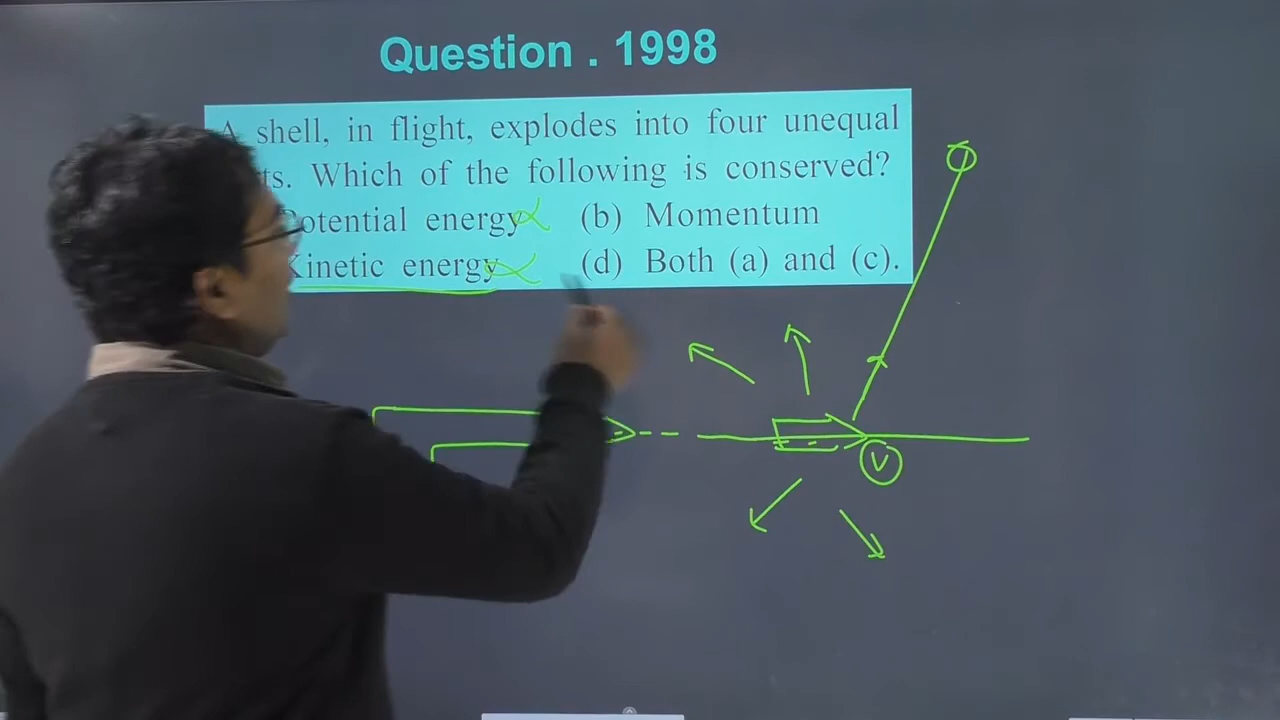 Question . 1998
A shell, in flight, explodes into four unequal
ts. Which of the following is conserved?
Potential energy (b) Momentum
Kinetic energy (d) Both (a) and (c).
V